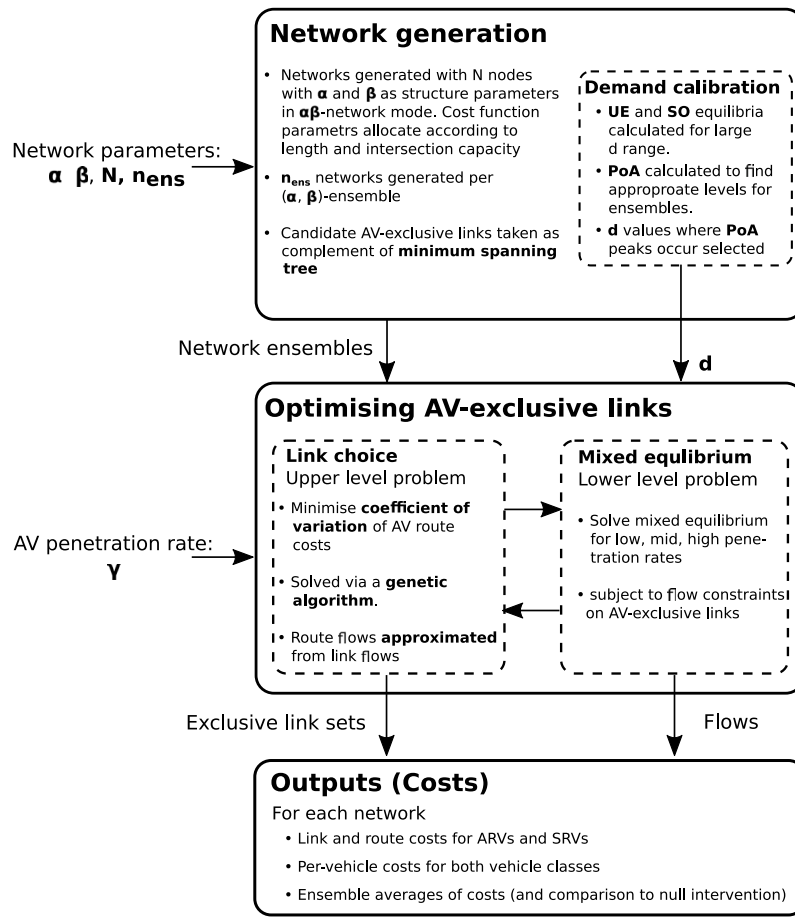 Network generation
• Networks generated with N nodes
with α and β as structure parameters
in αβ-network mode. Cost function
parametrs allocate according to
length and intersection capacity
• nens networks generated per
(α, β)-ensemble
• Candidate AV-exclusive links taken as
complement of minimum spanning
tree
Demand calibration
• UE and SO equilibria
calculated for large
d range.
• PoA calculated to find
approproate levels for
ensembles.
• d values where PoA
peaks occur selected
Network parameters:
α β, N, nens
Network ensembles
d
Optimising AV-exclusive links
Link choice
Upper level problem
• Minimise coefficient of
variation of AV route
costs
• Solved via a genetic
algorithm.
• Route flows approximated
from link flows
Mixed equlibrium
Lower level problem
• Solve mixed equilibrium
for low, mid, high pene-
tration rates
• subject to flow constraints
on AV-exclusive links
AV penetration rate:
γ
Exclusive link sets
Flows
Outputs (Costs)
For each network
• Link and route costs for ARVs and SRVs
• Per-vehicle costs for both vehicle classes
• Ensemble averages of costs (and comparison to null intervention)